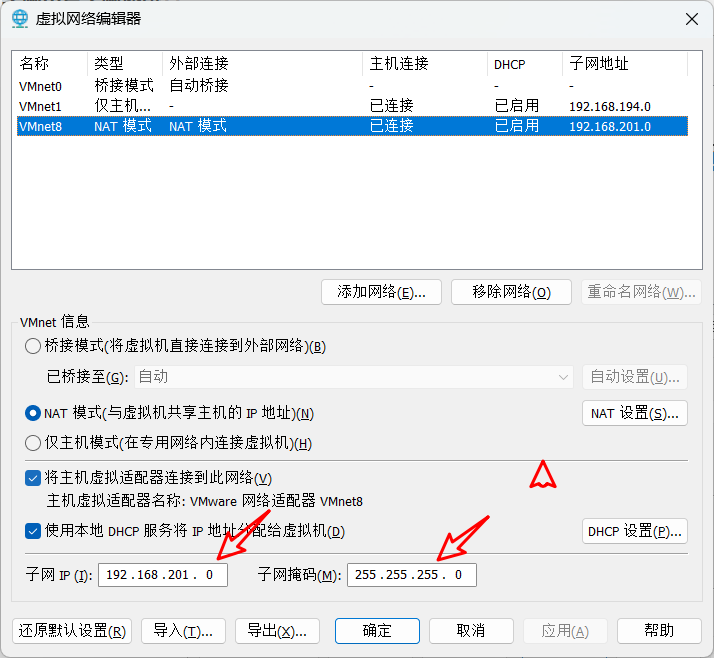 虚拟网络编辑器
名称 类型 外部连接 主机连接 DHCP 子网地址
VMnet0 桥接模式 自动桥接 - - -
VMnet1 仅主机... - 已连接 已启用 192.168.194.0
VMnet8 NAT 模式 NAT 模式 已连接 已启用 192.168.201.0
添加网络(E)... 移除网络(O) 重命名网络(W)...
VMnet 信息
桥接模式(将虚拟机直接连接到外部网络)(B)
已桥接至(G): 自动 自动设置(U)...
NAT 模式(与虚拟机共享主机的 IP 地址)(N) NAT 设置(S)...
仅主机模式(在专用网络内连接虚拟机)(H)
将主机虚拟适配器连接到此网络(V)
主机虚拟适配器名称: VMware 网络适配器 VMnet8
使用本地 DHCP 服务将 IP 地址分配给虚拟机(D) DHCP 设置(P)...
子网 IP (I): 192.168.201. 0 子网掩码(M): 255.255.255. 0
还原默认设置(R) 导入(T)... 导出(X)... 确定 取消 应用(A) 帮助